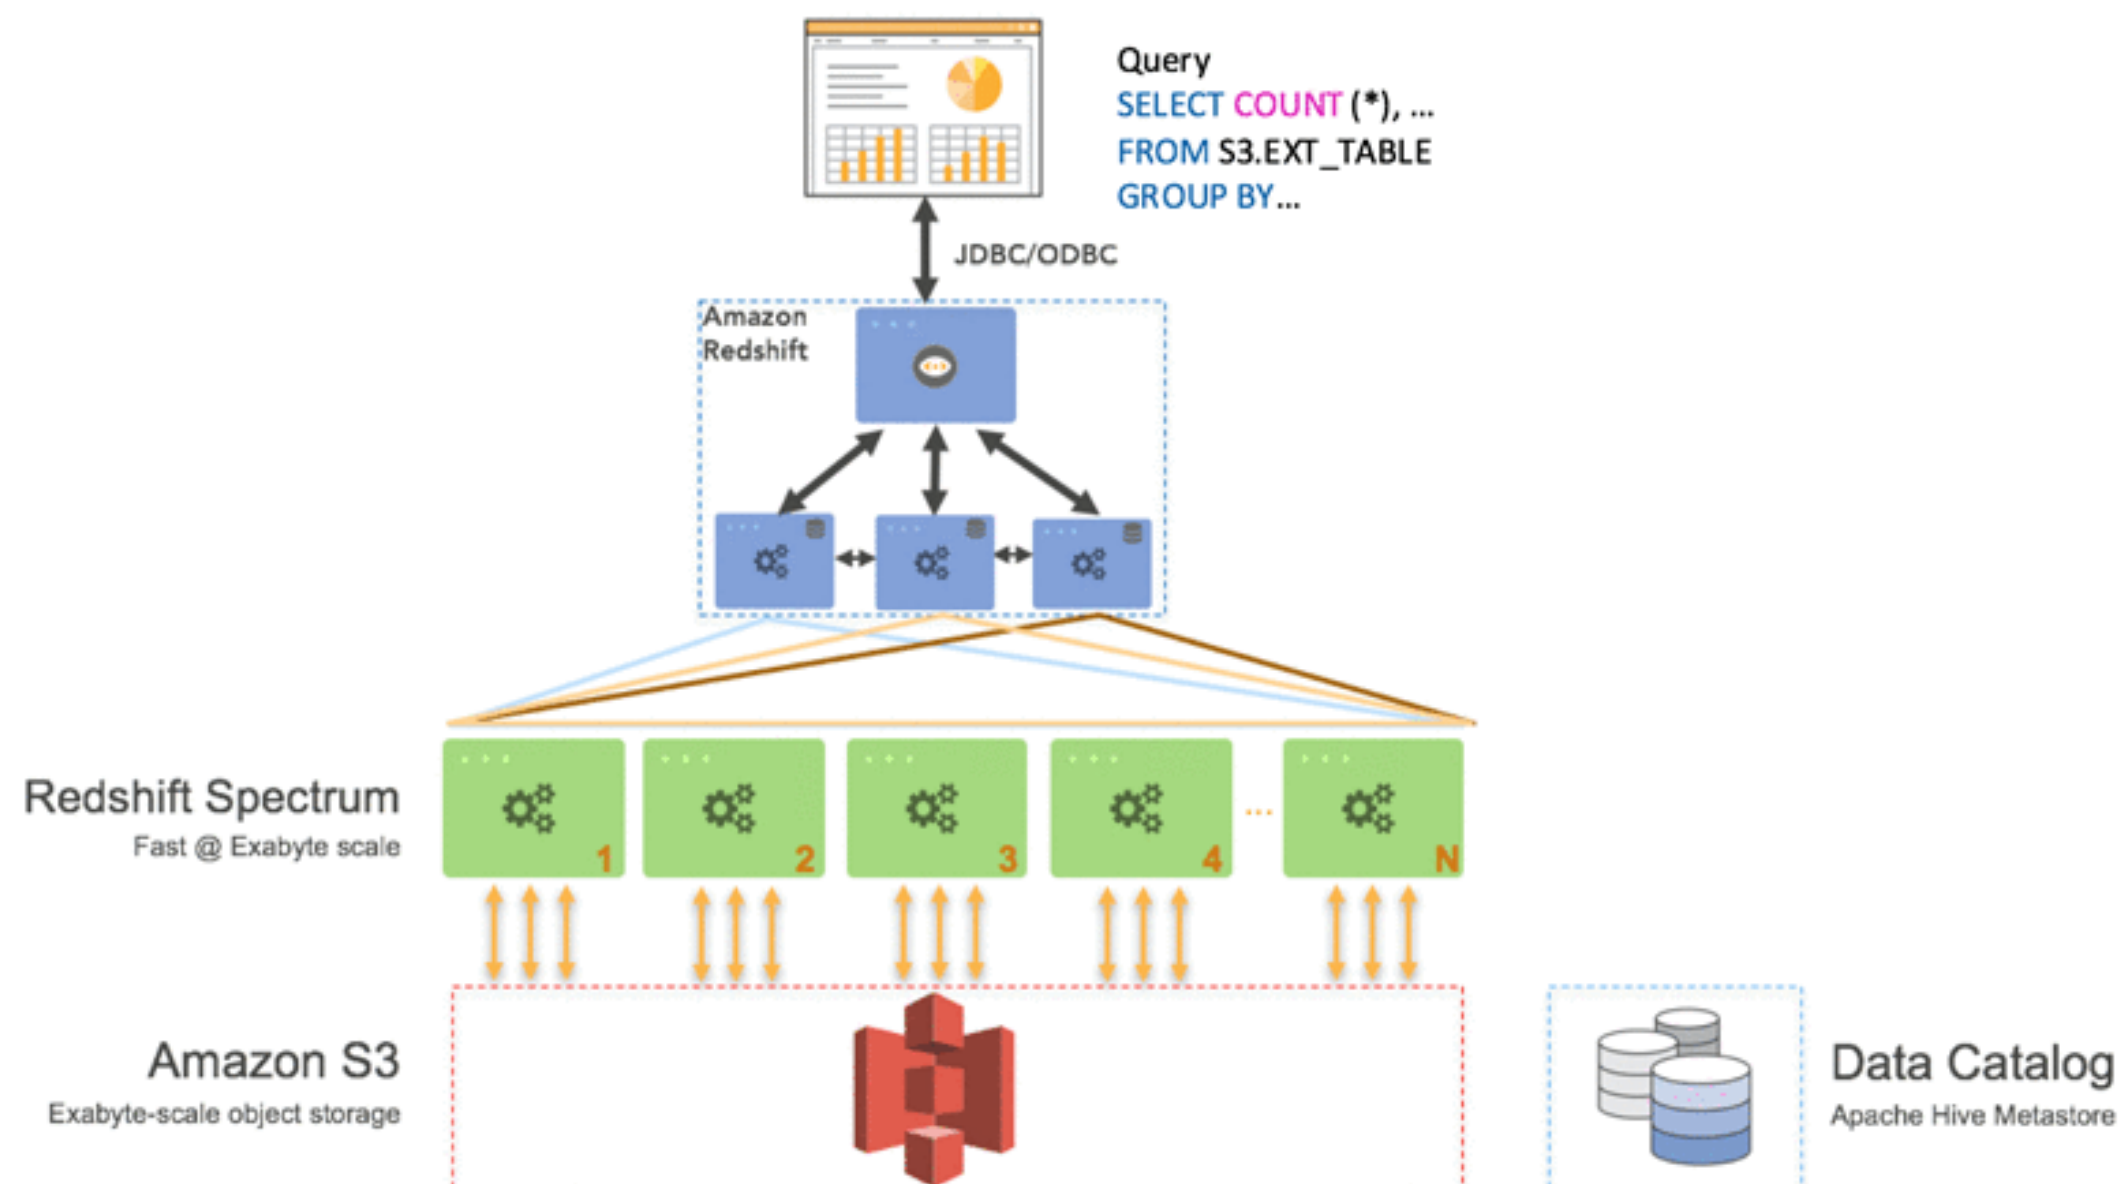 Query
SELECT COUNT (*), ...
FROM S3.EXT_TABLE
GROUP BY...
JDBC/ODBC
Amazon
Redshift
Redshift Spectrum
Fast @ Exabyte scale
1
2
3
4
...
N
Amazon S3
Exabyte-scale object storage
Data Catalog
Apache Hive Metastore